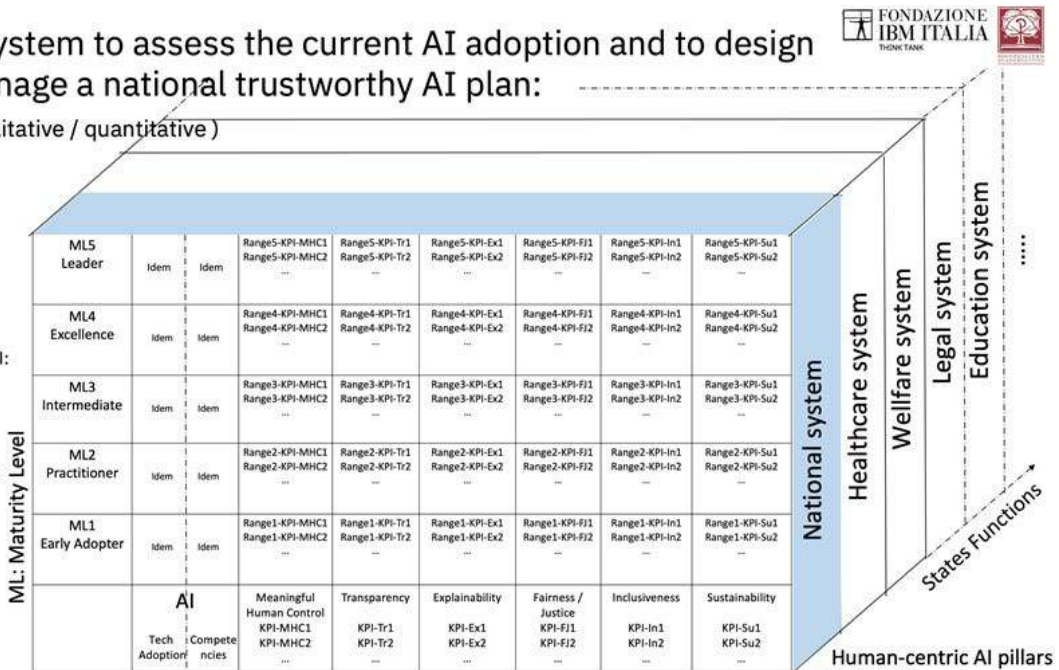 FONDAZIONE
IBM ITALIA
THINK TANK
ystem to assess the current AI adoption and to design
nage a national trustworthy AI plan:
litative / quantitative )
ML5
Leader
Idem
Idem
Range5-KPI-MHC1
Range5-KPI-MHC2
...
Range5-KPI-Tr1
Range5-KPI-Tr2
...
Range5-KPI-Ex1
Range5-KPI-Ex2
...
Range5-KPI-FJ1
Range5-KPI-FJ2
...
Range5-KPI-In1
Range5-KPI-In2
...
Range5-KPI-Su1
Range5-KPI-Su2
...
ML4
Excellence
Idem
Idem
Range4-KPI-MHC1
Range4-KPI-MHC2
...
Range4-KPI-Tr1
Range4-KPI-Tr2
...
Range4-KPI-Ex1
Range4-KPI-Ex2
...
Range4-KPI-FJ1
Range4-KPI-FJ2
...
Range4-KPI-In1
Range4-KPI-In2
...
Range4-KPI-Su1
Range4-KPI-Su2
...
I:
ML3
Intermediate
Idem
Idem
Range3-KPI-MHC1
Range3-KPI-MHC2
...
Range3-KPI-Tr1
Range3-KPI-Tr2
...
Range3-KPI-Ex1
Range3-KPI-Ex2
...
Range3-KPI-FJ1
Range3-KPI-FJ2
...
Range3-KPI-In1
Range3-KPI-In2
...
Range3-KPI-Su1
Range3-KPI-Su2
...
ML2
Practitioner
Idem
Idem
Range2-KPI-MHC1
Range2-KPI-MHC2
...
Range2-KPI-Tr1
Range2-KPI-Tr2
...
Range2-KPI-Ex1
Range2-KPI-Ex2
...
Range2-KPI-FJ1
Range2-KPI-FJ2
...
Range2-KPI-In1
Range2-KPI-In2
...
Range2-KPI-Su1
Range2-KPI-Su2
...
ML1
Early Adopter
Idem
Idem
Range1-KPI-MHC1
Range1-KPI-MHC2
...
Range1-KPI-Tr1
Range1-KPI-Tr2
...
Range1-KPI-Ex1
Range1-KPI-Ex2
...
Range1-KPI-FJ1
Range1-KPI-FJ2
...
Range1-KPI-In1
Range1-KPI-In2
...
Range1-KPI-Su1
Range1-KPI-Su2
...
ML: Maturity Level
AI
Tech
Adoption
Compete
ncies
Meaningful
Human Control
KPI-MHC1
KPI-MHC2
...
Transparency
KPI-Tr1
KPI-Tr2
...
Explainability
KPI-Ex1
KPI-Ex2
...
Fairness /
Justice
KPI-FJ1
KPI-FJ2
...
Inclusiveness
KPI-In1
KPI-In2
...
Sustainability
KPI-Su1
KPI-Su2
...
National system
Healthcare system
Wellfare system
Legal system
Education system
.....
States Functions
Human-centric AI pillars